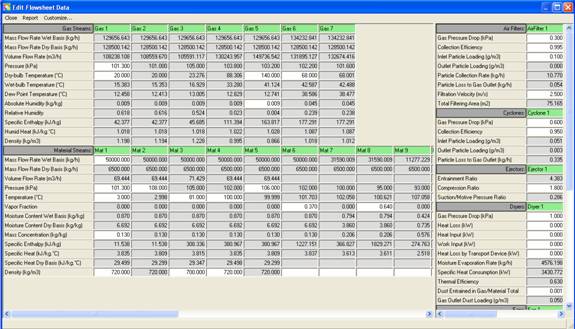 Edit Flowsheet Data
Close Report Customize...
Gas Streams Gas 1 Gas 2 Gas 3 Gas 4 Gas 5 Gas 6 Gas 7
Mass Flow Rate Wet Basis (kg/h) 129656.643 129656.643 129656.643 129656.643 129656.643 134232.841 134232.841
Mass Flow Rate Dry Basis (kg/h) 128500.142 128500.142 128500.142 128500.142 128500.142 128500.142 128500.142
Volume Flow Rate (m3/h) 108238.108 108559.670 105591.117 130243.957 149736.542 131895.127 132674.416
Pressure (kPa) 101.300 101.000 105.000 103.800 103.200 102.200 101.600
Dry-bulb Temperature (°C) 20.000 20.000 23.276 88.306 140.000 68.000 68.001
Wet-bulb Temperature (°C) 15.383 15.353 16.929 33.280 41.124 42.587 42.488
Dew Point Temperature (°C) 12.458 12.413 13.005 12.829 12.741 38.586 38.477
Absolute Humidity (kg/kg) 0.009 0.009 0.009 0.009 0.009 0.045 0.045
Relative Humidity 0.618 0.616 0.524 0.023 0.004 0.239 0.238
Specific Enthalpy (kJ/kg) 42.377 42.377 45.685 111.394 163.817 177.291 177.291
Humid Heat (kJ/kg.°C) 1.018 1.018 1.018 1.022 1.028 1.087 1.087
Density (kg/m3) 1.198 1.194 1.228 0.995 0.866 1.018 1.012
Material Streams Mat 1 Mat 2 Mat 3 Mat 4 Mat 5 Mat 6 Mat 7 Mat 8 Mat 9
Mass Flow Rate Wet Basis (kg/h) 50000.000 50000.000 50000.000 50000.000 50000.000 50000.000 31590.009 31590.009 11277.229
Mass Flow Rate Dry Basis (kg/h) 6500.000 6500.000 6500.000 6500.000 6500.000 6500.000 6500.000 6500.000 6500.000
Volume Flow Rate (m3/h) 69.444 69.444 71.429 69.444 69.444
Pressure (kPa) 101.300 108.000 105.000 102.000 106.000 102.000 100.000 95.000 93.000
Temperature (°C) 3.000 2.998 81.000 100.000 99.999 101.703 102.058 100.621 107.058
Vapor Fraction 0.000 0.000 0.000 0.000 0.000 0.370 0.000 0.640 0.000
Moisture Content Wet Basis (kg/kg) 0.870 0.870 0.870 0.870 0.870 0.870 0.794 0.794 0.424
Moisture Content Dry Basis (kg/kg) 6.692 6.692 6.692 6.692 6.692 6.692 3.860 3.860 0.735
Mass Concentration (kg/kg) 0.130 0.130 0.130 0.130 0.130 0.130 0.206 0.206 0.576
Specific Enthalpy (kJ/kg) 11.538 11.538 308.336 380.967 380.967 1227.151 366.827 1829.271 274.763
Specific Heat (kJ/kg.°C) 3.835 3.809 3.815 3.835 3.809 3.837 3.613 3.611 2.518
Specific Heat Dry Basis (kJ/kg.°C) 29.499 29.299 29.347 29.498 29.299
Density (kg/m3) 720.000 720.000 700.000 720.000 720.000
Air Filters AirFilter 1
Gas Pressure Drop (kPa) 0.300
Collection Efficiency 0.995
Inlet Particle Loading (g/m3) 0.100
Outlet Particle Loading (g/m3) 0.000
Particle Collection Rate (kg/h) 10.770
Particle Loss to Gas Outlet (kg/h) 0.054
Filtration Velocity (m/s) 2.500
Total Filtering Area (m2) 75.165
Cyclones Cyclone 1
Gas Pressure Drop (kPa) 0.600
Collection Efficiency 0.950
Inlet Particle Loading (g/m3) 0.051
Outlet Particle Loading (g/m3) 0.003
Particle Loss to Gas Outlet (kg/h) 0.335
Ejectors Ejector 1
Entrainment Ratio 4.383
Compression Ratio 1.800
Suction/Motive Pressure Ratio 0.286
Dryers Dryer 1
Gas Pressure Drop (kPa) 1.000
Heat Loss (kW) 0.000
Heat Input (kW) 0.000
Work Input (kW) 0.000
Heat Loss by Transport Device (kW) 0.000
Moisture Evaporation Rate (kg/h) 4576.198
Specific Heat Consumption (kJ/kg) 3430.772
Thermal Efficiency 0.630
Dust Entrained in Gas/Material Total 0.001
Gas Outlet Dust Loading (g/m3) 0.050